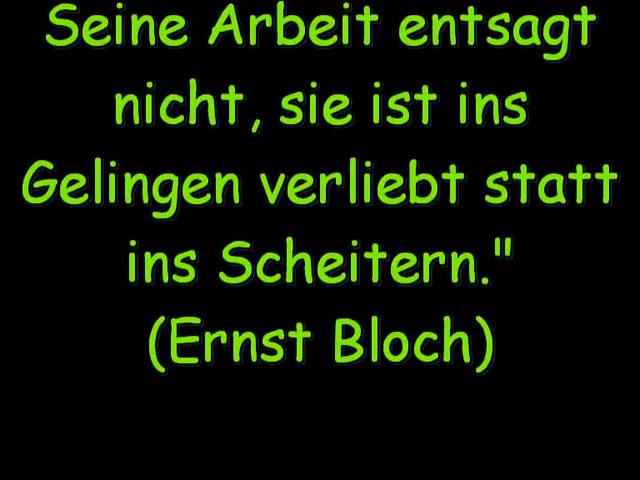 Seine Arbeit entsagt
nicht, sie ist ins
Gelingen verliebt statt
ins Scheitern."
(Ernst Bloch)